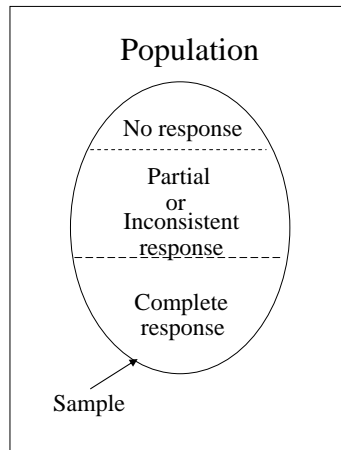 Population
No response
Partial
or
Inconsistent
response
Complete
response
Sample